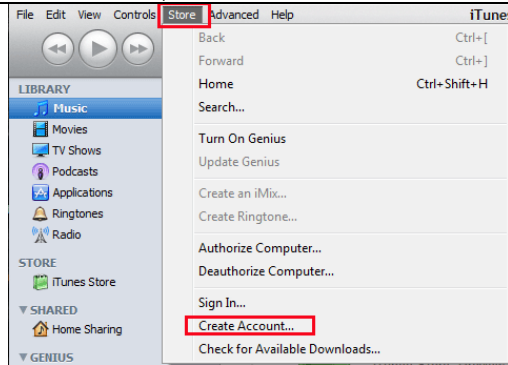 File Edit View Controls Store Advanced Help iTunes
Back Ctrl+[
Forward Ctrl+]
Home Ctrl+Shift+H
Search...
Turn On Genius
Update Genius
Create an iMix...
Create Ringtone...
Authorize Computer...
Deauthorize Computer...
Sign In...
Create Account...
Check for Available Downloads...
LIBRARY
Music
Movies
TV Shows
Podcasts
Applications
Ringtones
Radio
STORE
iTunes Store
SHARED
Home Sharing
GENIUS